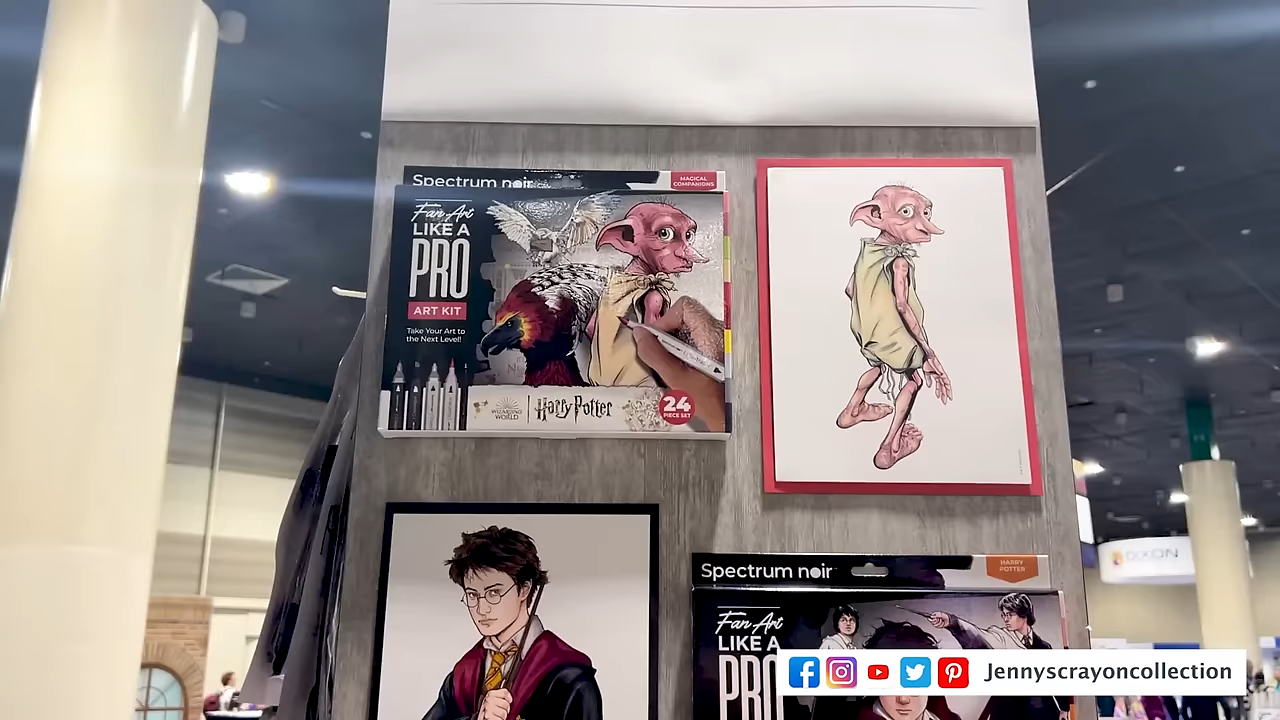 Spectrum noir
MAGICAL
COMPANIONS
Fan Art
LIKE A
PRO
ART KIT
Take Your Art to
the Next Level!
WIZARDING
WORLD
Harry Potter
24
PIECE SET
Spectrum noir
HARRY
POTTER
Fan Art
LIKE A
PRO
DIXON
Jennyscrayoncollection